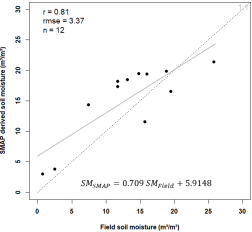 r = 0.81
rmse = 3.37
n = 12
SMAP derived soil moisture (m³/m³)
30
25
20
15
10
5
0
SM_SMAP = 0.709 SM_Field + 5.9148
0 5 10 15 20 25 30
Field soil moisture (m³/m³)